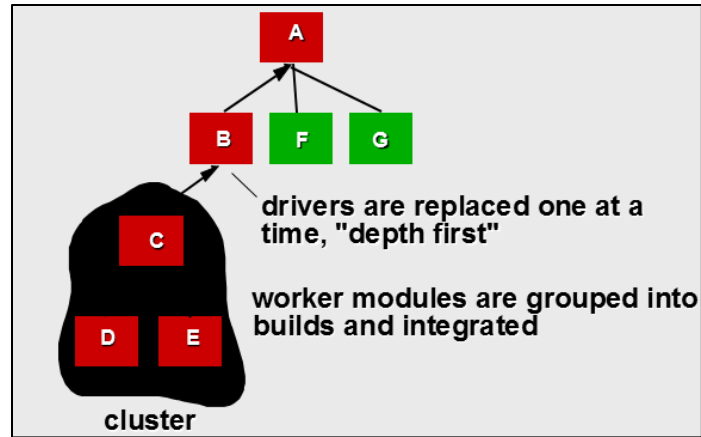 A
B
F
G
drivers are replaced one at a
time, "depth first"
C
worker modules are grouped into
builds and integrated
D
E
cluster